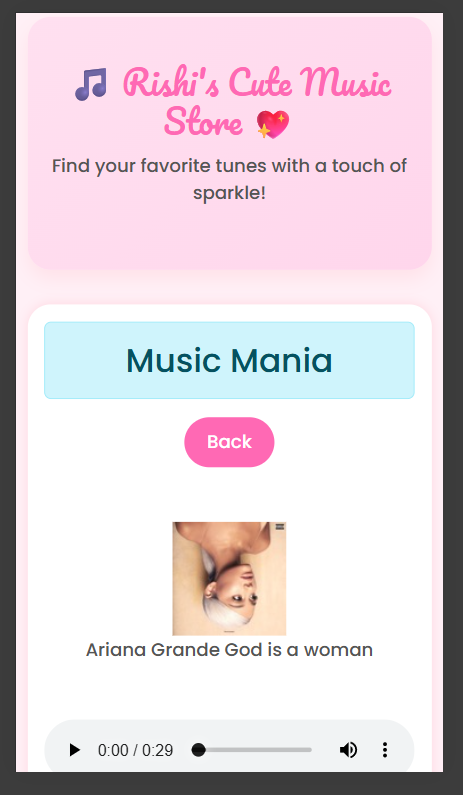 🎵 Rishi's Cute Music
Store 💖
Find your favorite tunes with a touch of
sparkle!
Music Mania
Back
Ariana Grande God is a woman
0:00 / 0:29